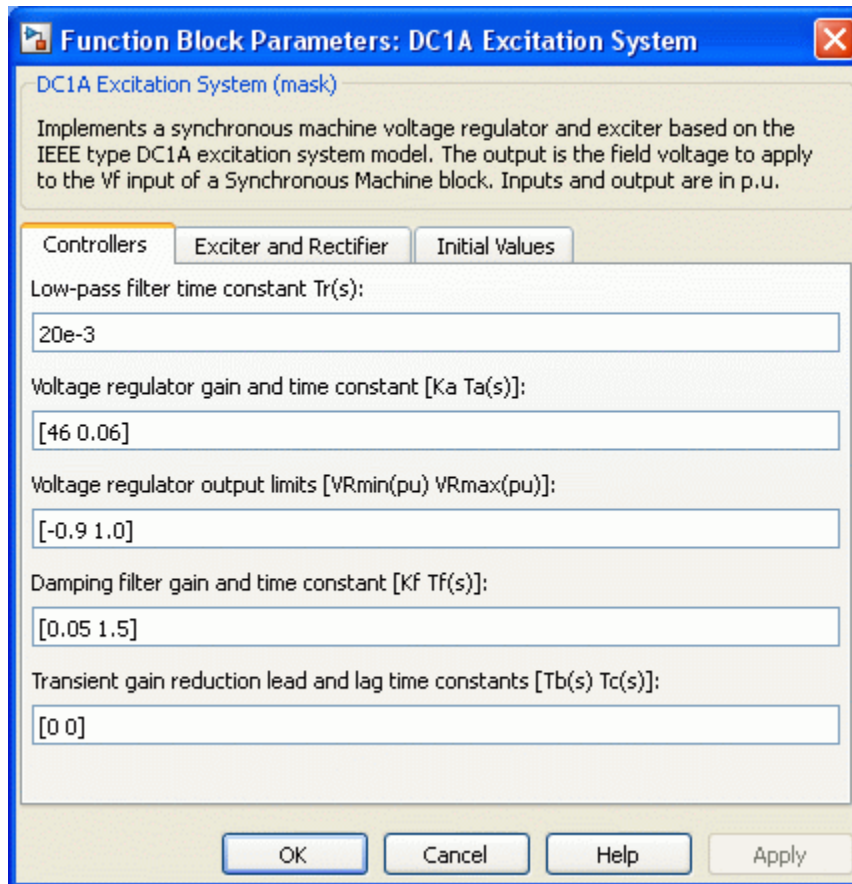 Function Block Parameters: DC1A Excitation System
DC1A Excitation System (mask)
Implements a synchronous machine voltage regulator and exciter based on the
IEEE type DC1A excitation system model. The output is the field voltage to apply
to the Vf input of a Synchronous Machine block. Inputs and output are in p.u.
Controllers Exciter and Rectifier Initial Values
Low-pass filter time constant Tr(s):
20e-3
Voltage regulator gain and time constant [Ka Ta(s)]:
[46 0.06]
Voltage regulator output limits [VRmin(pu) VRmax(pu)]:
[-0.9 1.0]
Damping filter gain and time constant [Kf Tf(s)]:
[0.05 1.5]
Transient gain reduction lead and lag time constants [Tb(s) Tc(s)]:
[0 0]
OK Cancel Help Apply